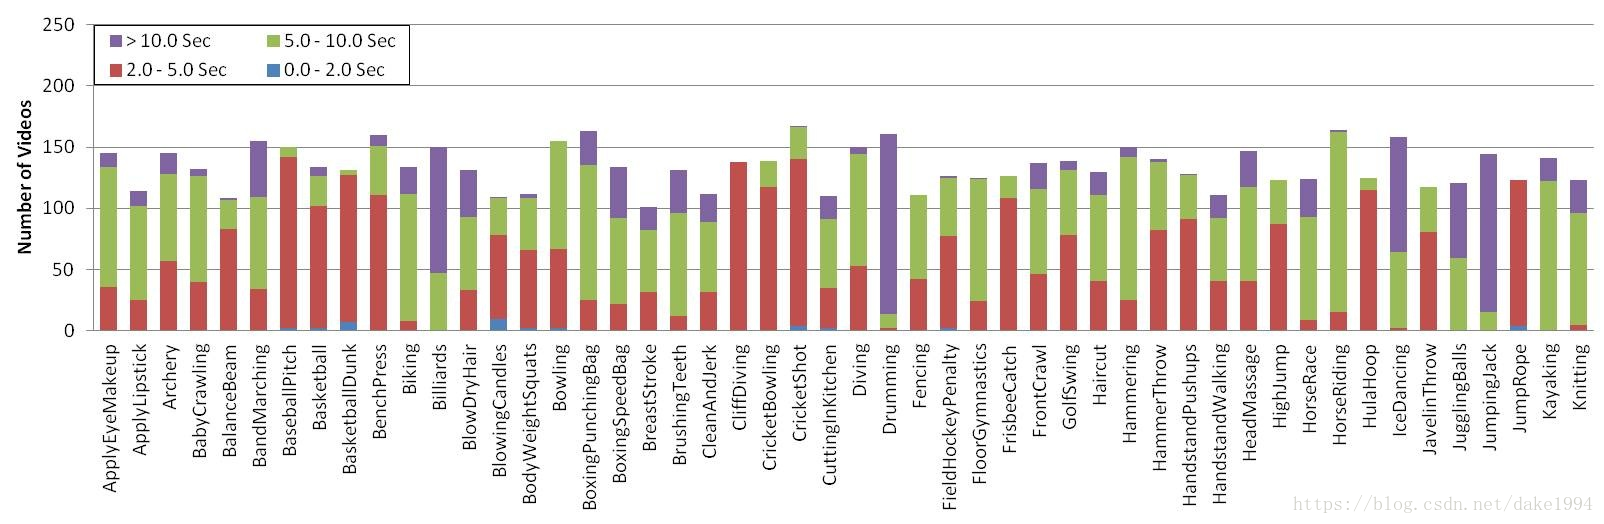 250
200
150
100
50
0
Number of Videos
> 10.0 Sec
5.0 - 10.0 Sec
2.0 - 5.0 Sec
0.0 - 2.0 Sec
ApplyEyeMakeup
ApplyLipstick
Archery
BabyCrawling
BalanceBeam
BandMarching
BaseballPitch
Basketball
BasketballDunk
BenchPress
Biking
Billiards
BlowDryHair
BlowingCandles
BodyWeightSquats
Bowling
BoxingPunchingBag
BoxingSpeedBag
BreastStroke
BrushingTeeth
CleanAndJerk
CliffDiving
CricketBowling
CricketShot
CuttingInKitchen
Diving
Drumming
Fencing
FieldHockeyPenalty
FloorGymnastics
FrisbeeCatch
FrontCrawl
GolfSwing
Haircut
Hammering
HammerThrow
HandstandPushups
HandstandWalking
HeadMassage
HighJump
HorseRace
HorseRiding
HulaHoop
IceDancing
JavelinThrow
JugglingBalls
JumpingJack
JumpRope
Kayaking
Knitting
https://blog.csdn.net/dake1994